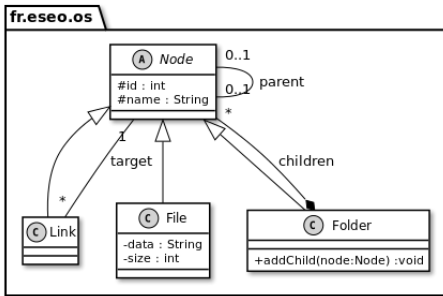 fr.eseo.os
A Node
#id : int
#name : String
0..1
0..1
parent
*
1
target
children
*
C Link
C File
-data : String
-size : int
C Folder
+addChild(node:Node) :void